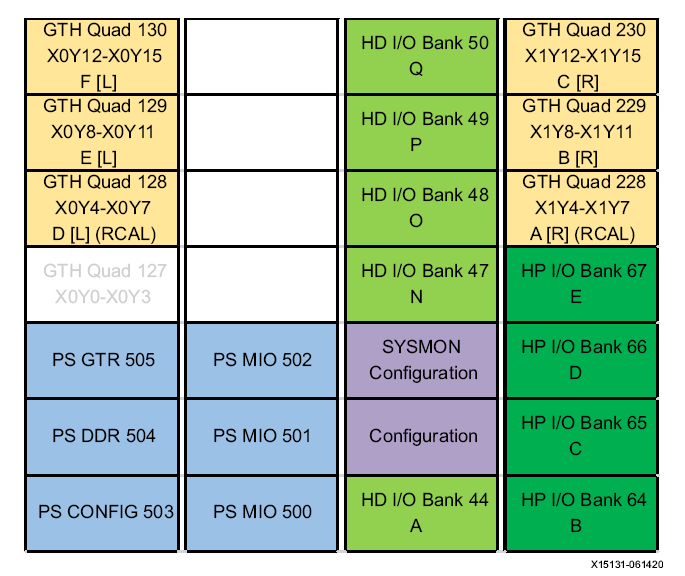 GTH Quad 130
X0Y12-X0Y15
F [L]
HD I/O Bank 50
Q
GTH Quad 230
X1Y12-X1Y15
C [R]
GTH Quad 129
X0Y8-X0Y11
E [L]
HD I/O Bank 49
P
GTH Quad 229
X1Y8-X1Y11
B [R]
GTH Quad 128
X0Y4-X0Y7
D [L] (RCAL)
HD I/O Bank 48
O
GTH Quad 228
X1Y4-X1Y7
A [R] (RCAL)
GTH Quad 127
X0Y0-X0Y3
HD I/O Bank 47
N
HP I/O Bank 67
E
PS GTR 505
PS MIO 502
SYSMON
Configuration
HP I/O Bank 66
D
PS DDR 504
PS MIO 501
Configuration
HP I/O Bank 65
C
PS CONFIG 503
PS MIO 500
HD I/O Bank 44
A
HP I/O Bank 64
B
X15131-061420